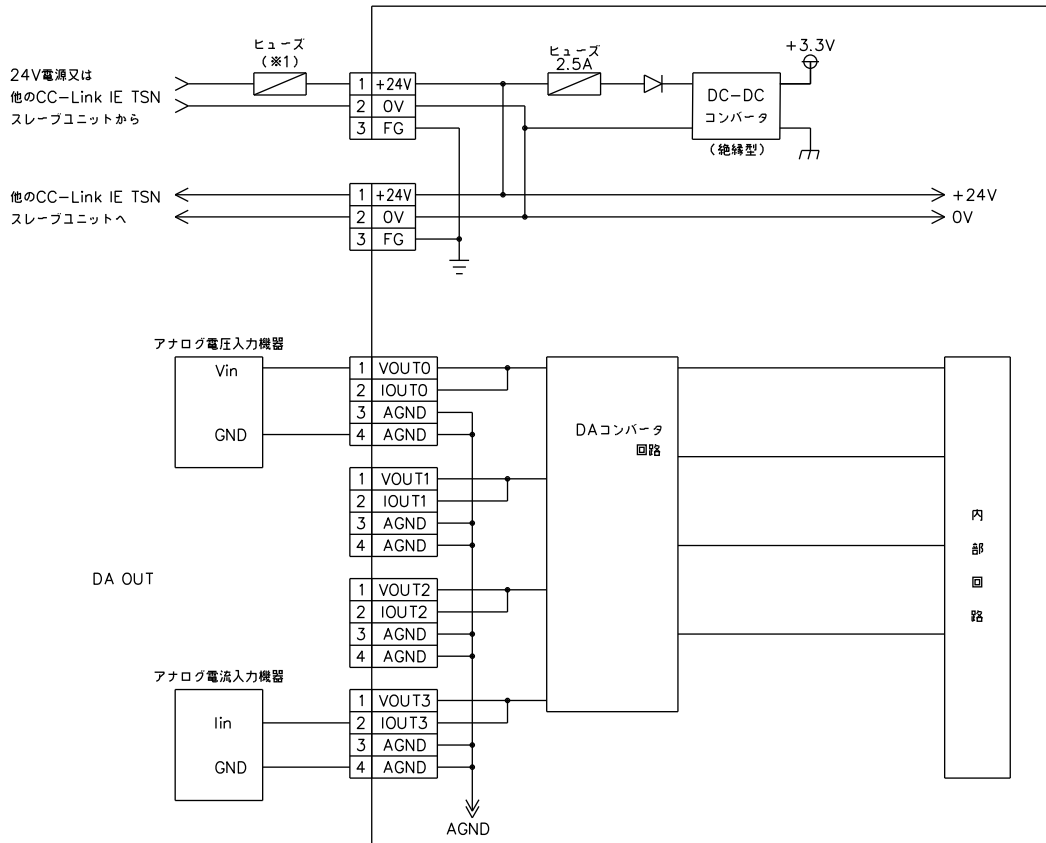 24V電源又は
他のCC-Link IE TSN
スレーブユニットから
ヒューズ
(※1)
1 +24V
2 0V
3 FG
ヒューズ
2.5A
DC-DC
コンバータ
(絶縁型)
+3.3V
他のCC-Link IE TSN
スレーブユニットへ
1 +24V
2 0V
3 FG
+24V
0V
アナログ電圧入力機器
Vin
GND
1 VOUT0
2 IOUT0
3 AGND
4 AGND
1 VOUT1
2 IOUT1
3 AGND
4 AGND
DA OUT
1 VOUT2
2 IOUT2
3 AGND
4 AGND
アナログ電流入力機器
Iin
GND
1 VOUT3
2 IOUT3
3 AGND
4 AGND
AGND
DAコンバータ
回路
内
部
回
路